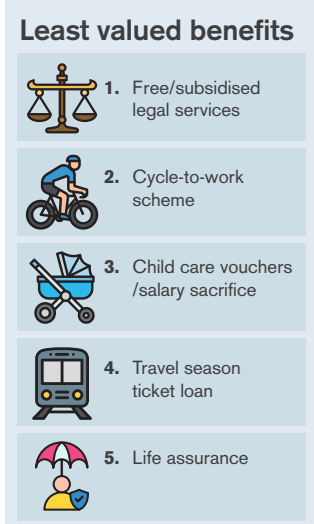 Least valued benefits
1. Free/subsidised
legal services
2. Cycle-to-work
scheme
3. Child care vouchers
/salary sacrifice
4. Travel season
ticket loan
5. Life assurance